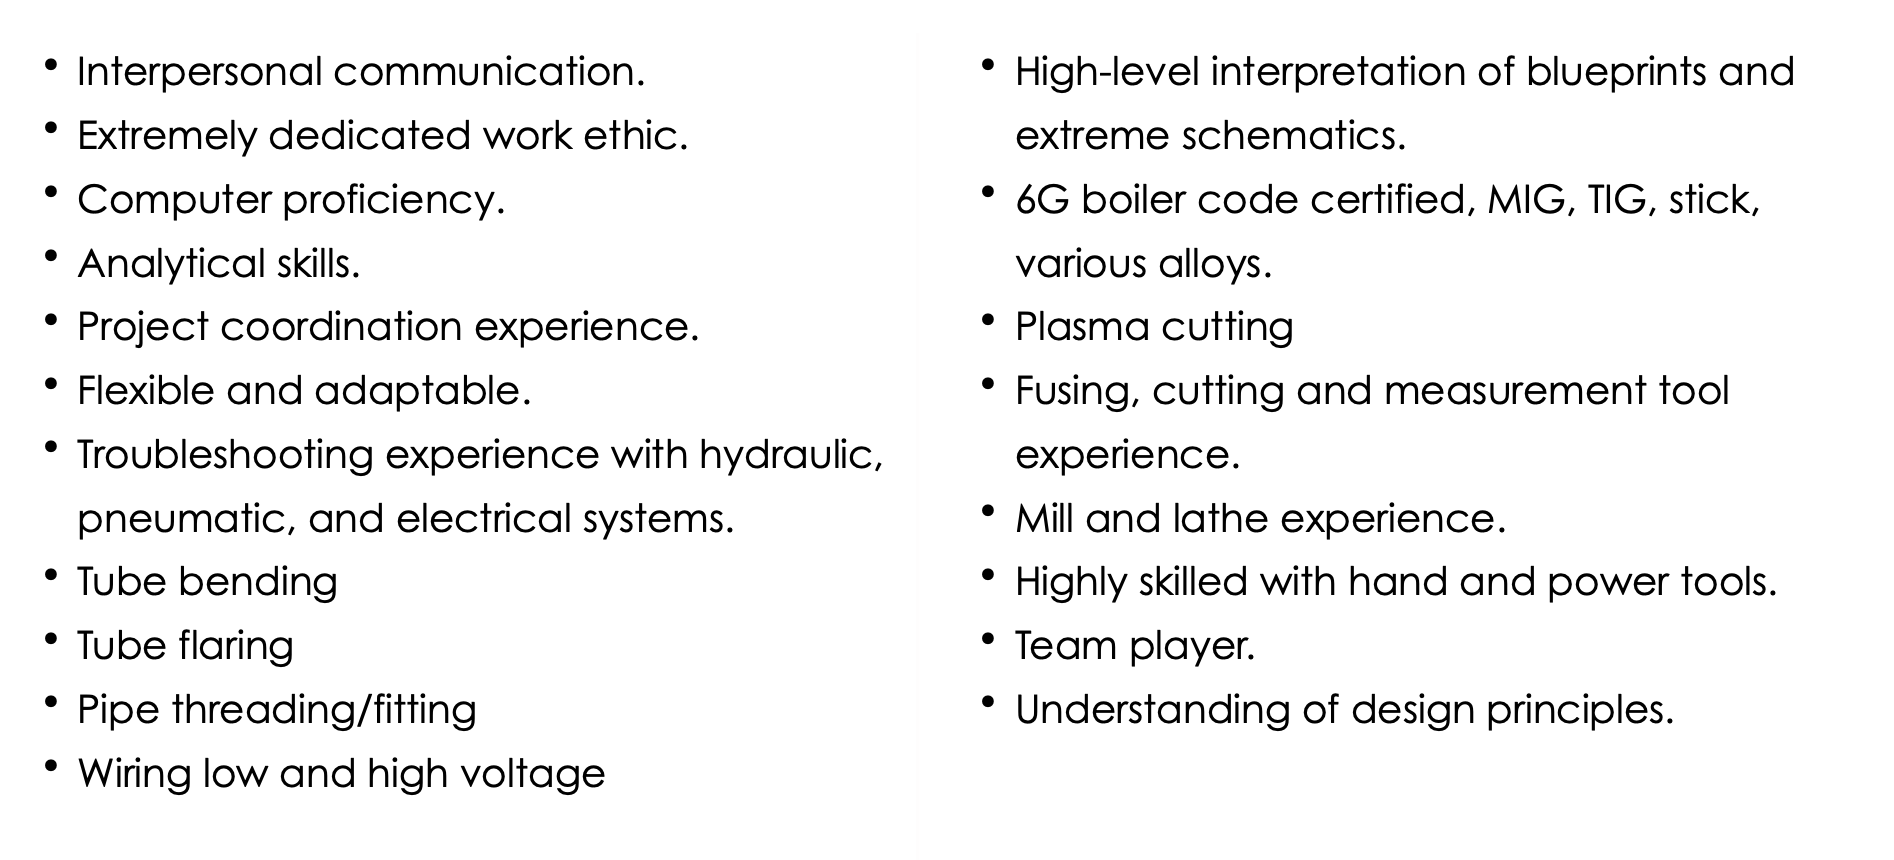 • Interpersonal communication.
• Extremely dedicated work ethic.
• Computer proficiency.
• Analytical skills.
• Project coordination experience.
• Flexible and adaptable.
• Troubleshooting experience with hydraulic,
pneumatic, and electrical systems.
• Tube bending
• Tube flaring
• Pipe threading/fitting
• Wiring low and high voltage
• High-level interpretation of blueprints and
extreme schematics.
• 6G boiler code certified, MIG, TIG, stick,
various alloys.
• Plasma cutting
• Fusing, cutting and measurement tool
experience.
• Mill and lathe experience.
• Highly skilled with hand and power tools.
• Team player.
• Understanding of design principles.